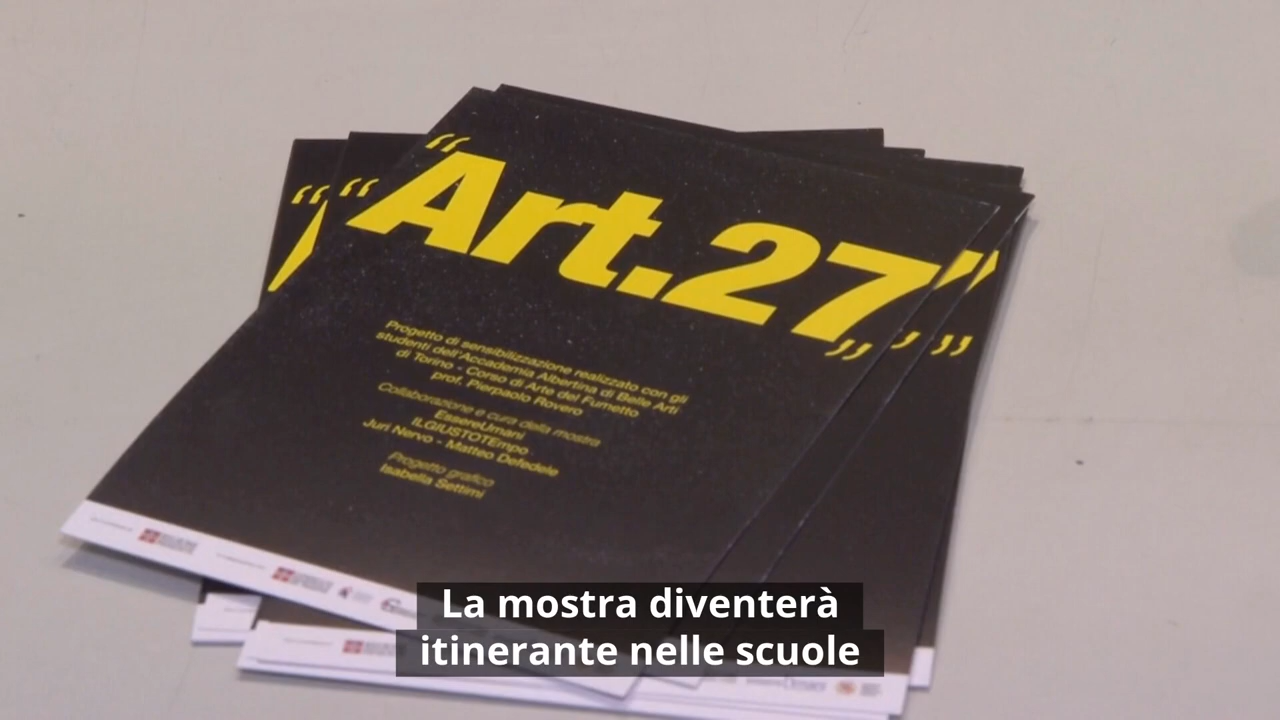 “Art.27”
Progetto di sensibilizzazione realizzato con gli
studenti dell'Accademia Albertina di Belle Arti
di Torino - Corso di Arte del Fumetto
prof. Pierpaolo Rovero
Collaborazione e cura della mostra
EssereUmani
ILGIUSTOTEmpo
Juri Nervo - Matteo Defedele
Progetto grafico
Isabella Settimi
La mostra diventerà
itinerante nelle scuole